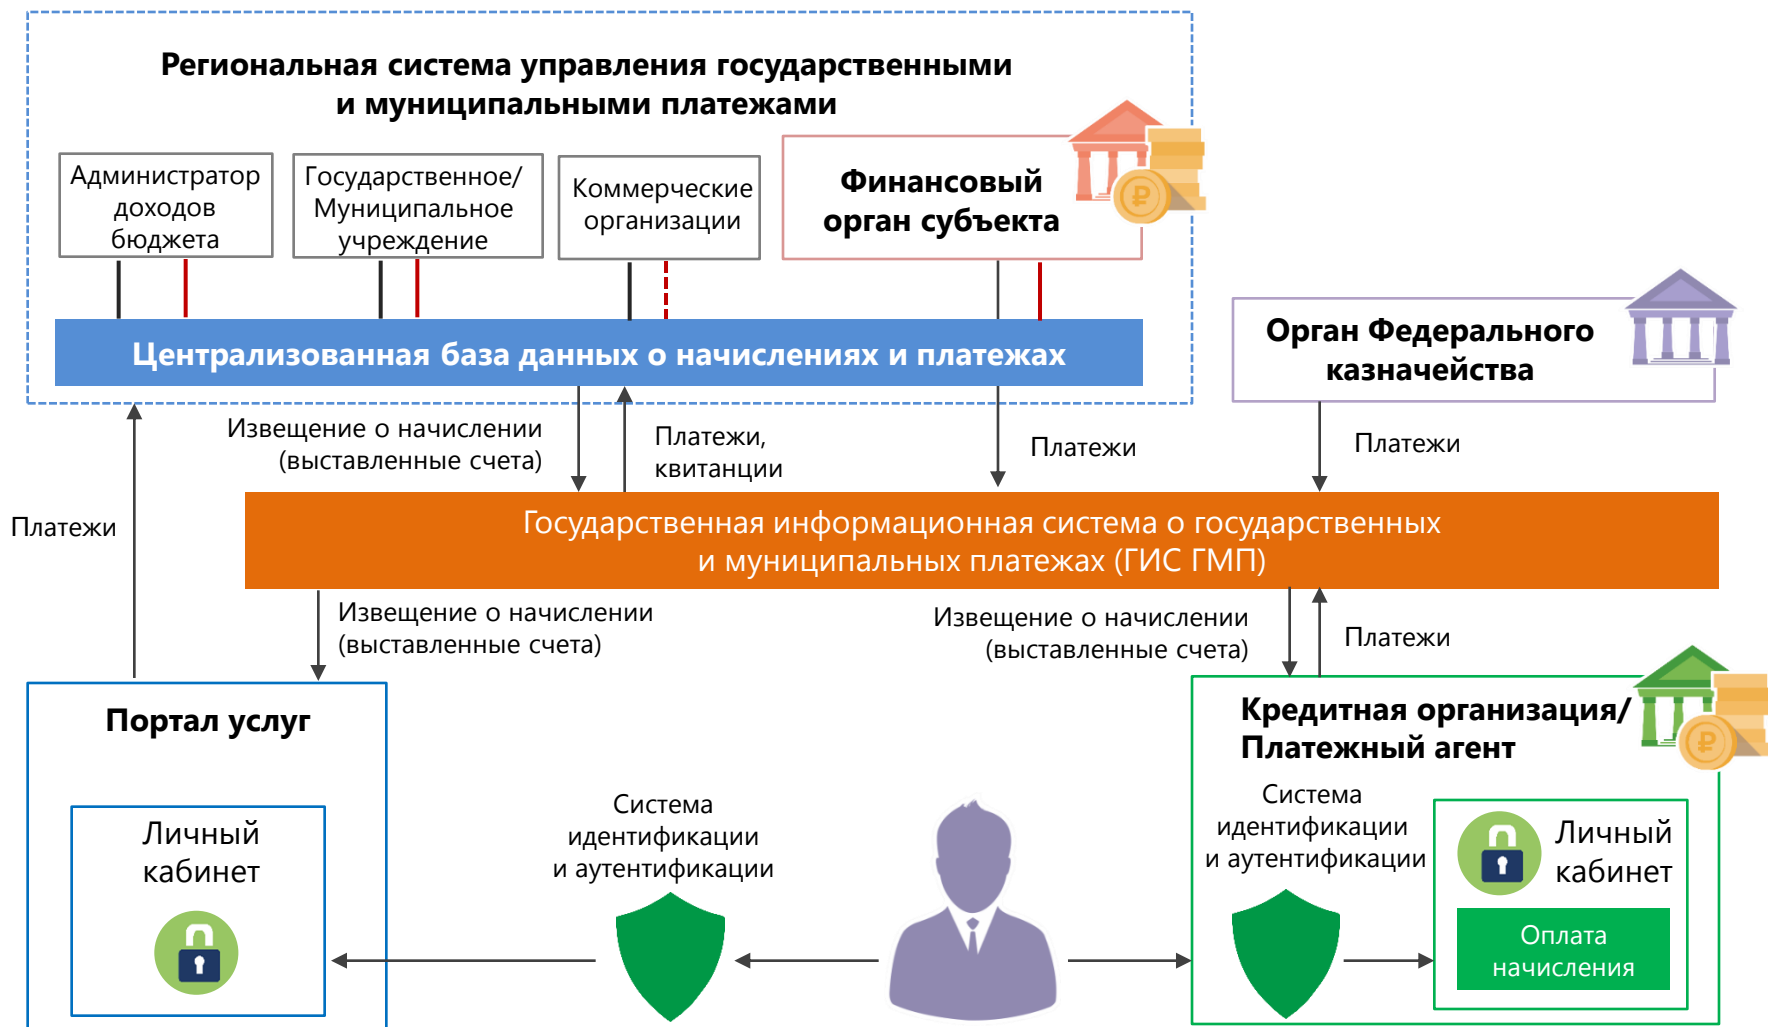 Региональная система управления государственными
и муниципальными платежами
Администратор
доходов
бюджета
Государственное/
Муниципальное
учреждение
Коммерческие
организации
Финансовый
орган субъекта
Централизованная база данных о начислениях и платежах
Орган Федерального
казначейства
Извещение о начислении
(выставленные счета)
Платежи,
квитанции
Платежи
Платежи
Платежи
Государственная информационная система о государственных
и муниципальных платежах (ГИС ГМП)
Извещение о начислении
(выставленные счета)
Извещение о начислении
(выставленные счета)
Платежи
Портал услуг
Личный
кабинет
Система
идентификации
и аутентификации
Кредитная организация/
Платежный агент
Система
идентификации
и аутентификации
Личный
кабинет
Оплата
начисления